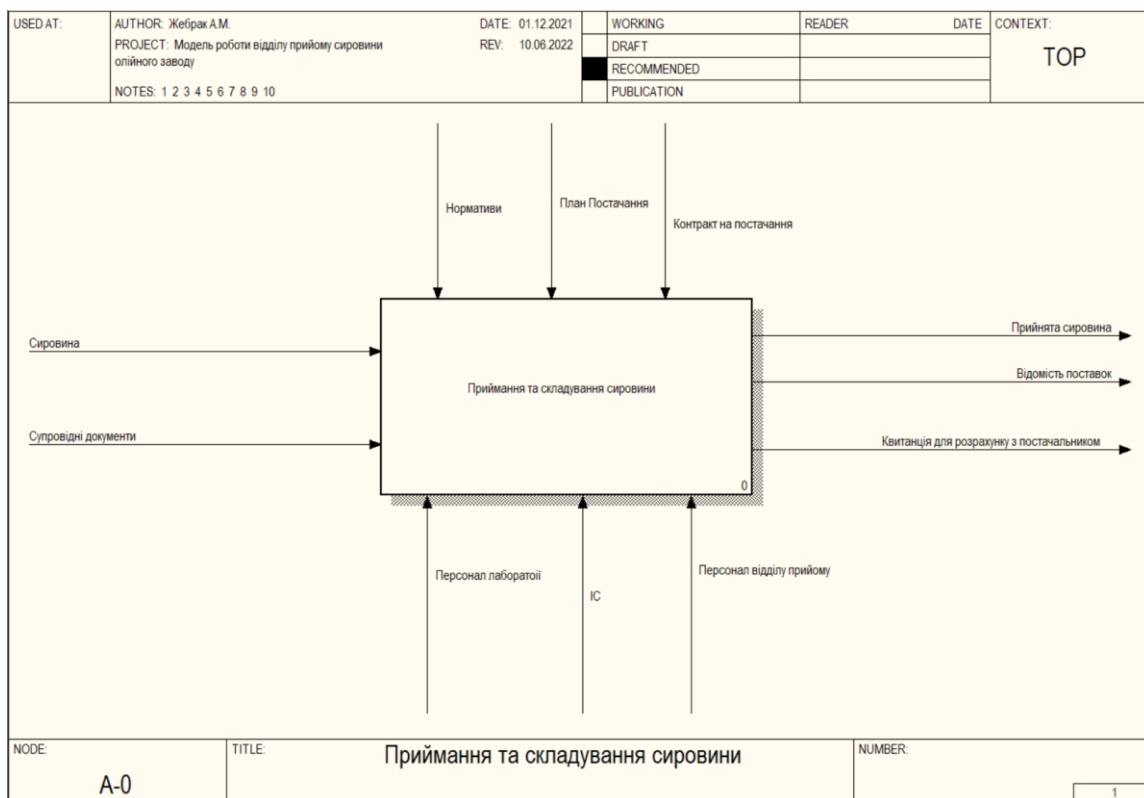 USED AT:
AUTHOR: Жебрак А.М.
DATE: 01.12.2021
WORKING
READER
DATE
CONTEXT:
PROJECT: Модель роботи відділу прийому сировини
олійного заводу
REV: 10.06.2022
DRAFT
TOP
RECOMMENDED
NOTES: 1 2 3 4 5 6 7 8 9 10
PUBLICATION
Нормативи
План Постачання
Контракт на постачання
Сировина
Супровідні документи
Приймання та складування сировини
0
Прийнята сировина
Відомість поставок
Квитанція для розрахунку з постачальником
Персонал лабораторії
ІС
Персонал відділу прийому
NODE:
A-0
TITLE:
Приймання та складування сировини
NUMBER:
1